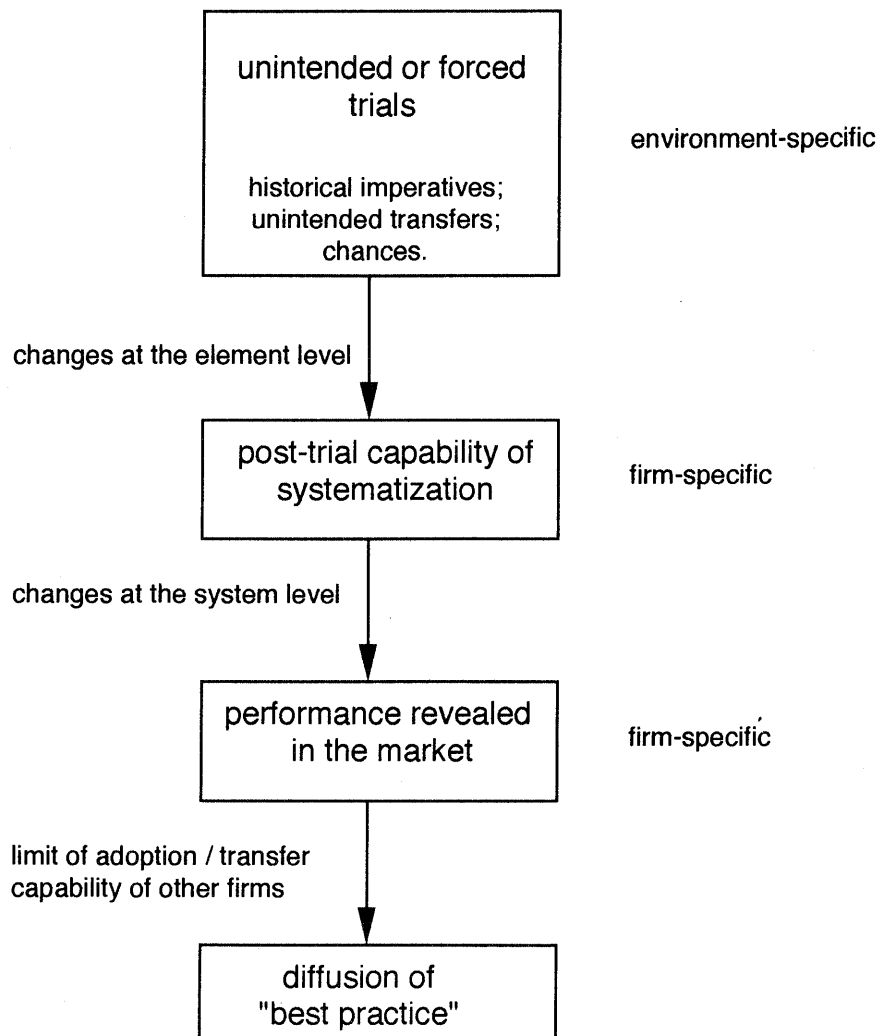 unintended or forced
trials
historical imperatives;
unintended transfers;
chances.
environment-specific
changes at the element level
post-trial capability of
systematization
firm-specific
changes at the system level
performance revealed
in the market
firm-specific
limit of adoption / transfer
capability of other firms
diffusion of
"best practice"